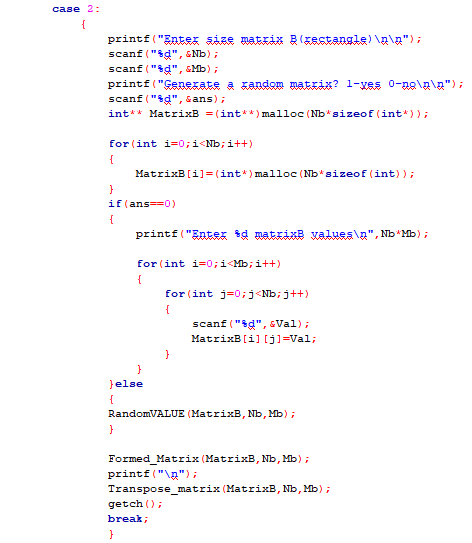 case 2:
{
printf("Enter size matrix B(rectangle)\n\n");
scanf("%d",&Nb);
scanf("%d",&Mb);
printf("Generate a random matrix? 1-yes 0-no\n\n");
scanf("%d",&ans);
int** MatrixB =(int**)malloc(Nb*sizeof(int*));
for(int i=0;i<Nb;i++)
{
MatrixB[i]=(int*)malloc(Nb*sizeof(int));
}
if(ans==0)
{
printf("Enter %d matrixB values\n",Nb*Mb);
for(int i=0;i<Mb;i++)
{
for(int j=0;j<Nb;j++)
{
scanf("%d",&Val);
MatrixB[i][j]=Val;
}
}
}else
{
RandomVALUE(MatrixB,Nb,Mb);
}
Formed_Matrix(MatrixB,Nb,Mb);
printf("\n");
Transpose_matrix(MatrixB,Nb,Mb);
getch();
break;
}